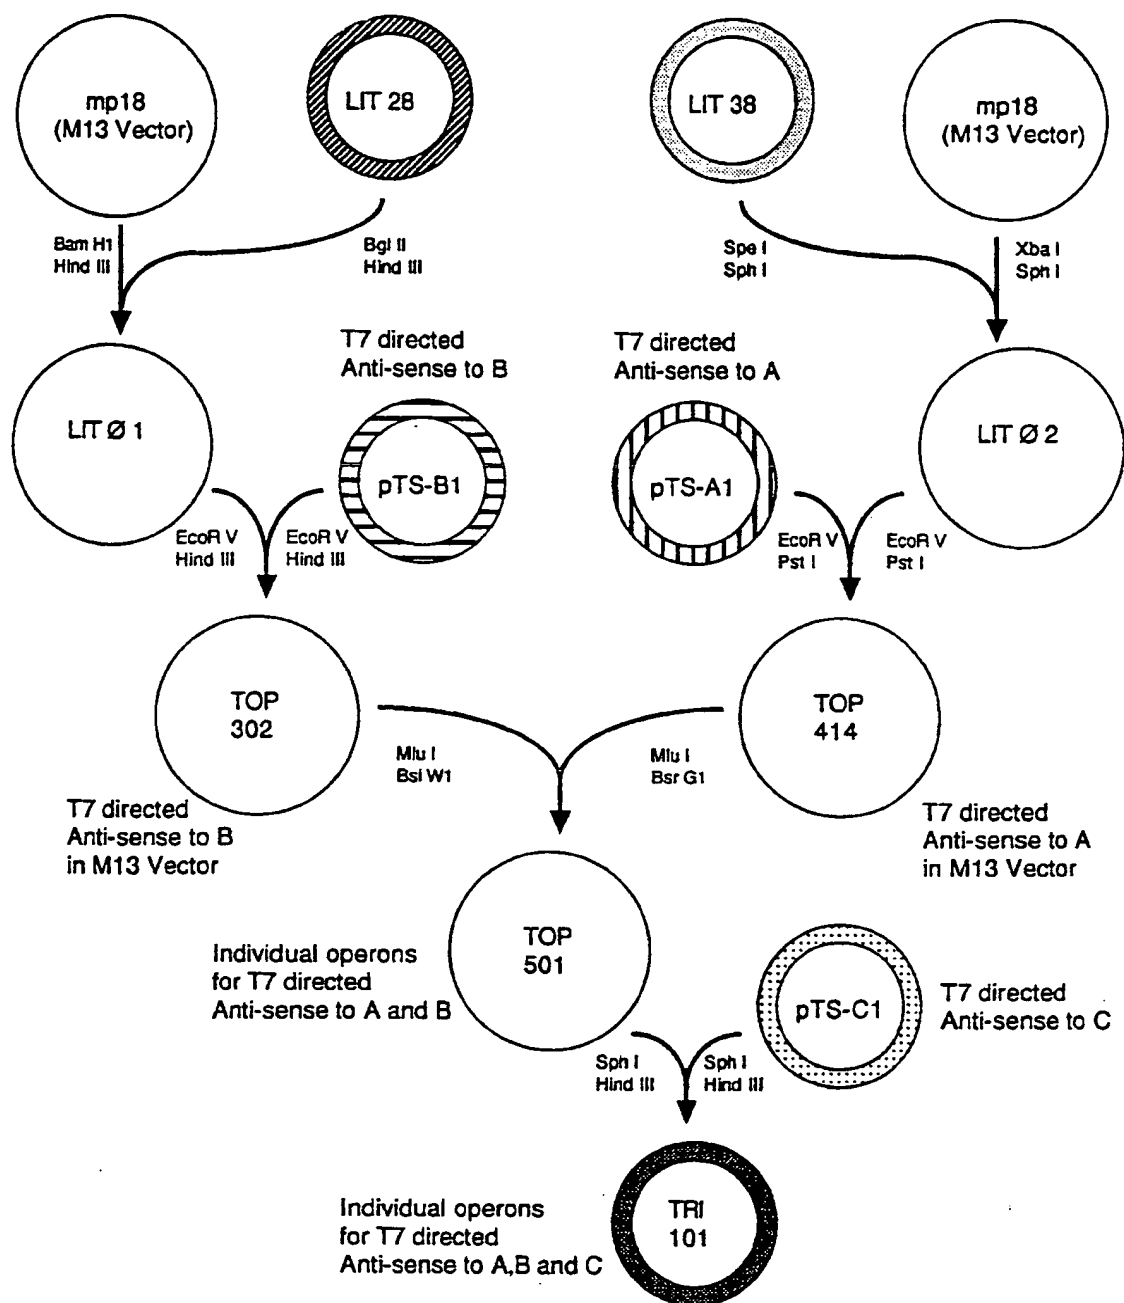 mp18
(M13 Vector)
LIT 28
LIT 38
mp18
(M13 Vector)
Bam H1
Hind III
Bgl II
Hind III
Spe I
Sph I
Xba I
Sph I
T7 directed
Anti-sense to B
T7 directed
Anti-sense to A
LIT Ø 1
pTS-B1
pTS-A1
LIT Ø 2
EcoR V
Hind III
EcoR V
Hind III
EcoR V
Pst I
EcoR V
Pst I
TOP
302
TOP
414
Mlu I
Bsi W1
Mlu I
Bsr G1
T7 directed
Anti-sense to B
in M13 Vector
T7 directed
Anti-sense to A
in M13 Vector
TOP
501
Individual operons
for T7 directed
Anti-sense to A and B
pTS-C1
T7 directed
Anti-sense to C
Sph I
Hind III
Sph I
Hind III
TRI
101
Individual operons
for T7 directed
Anti-sense to A,B and C